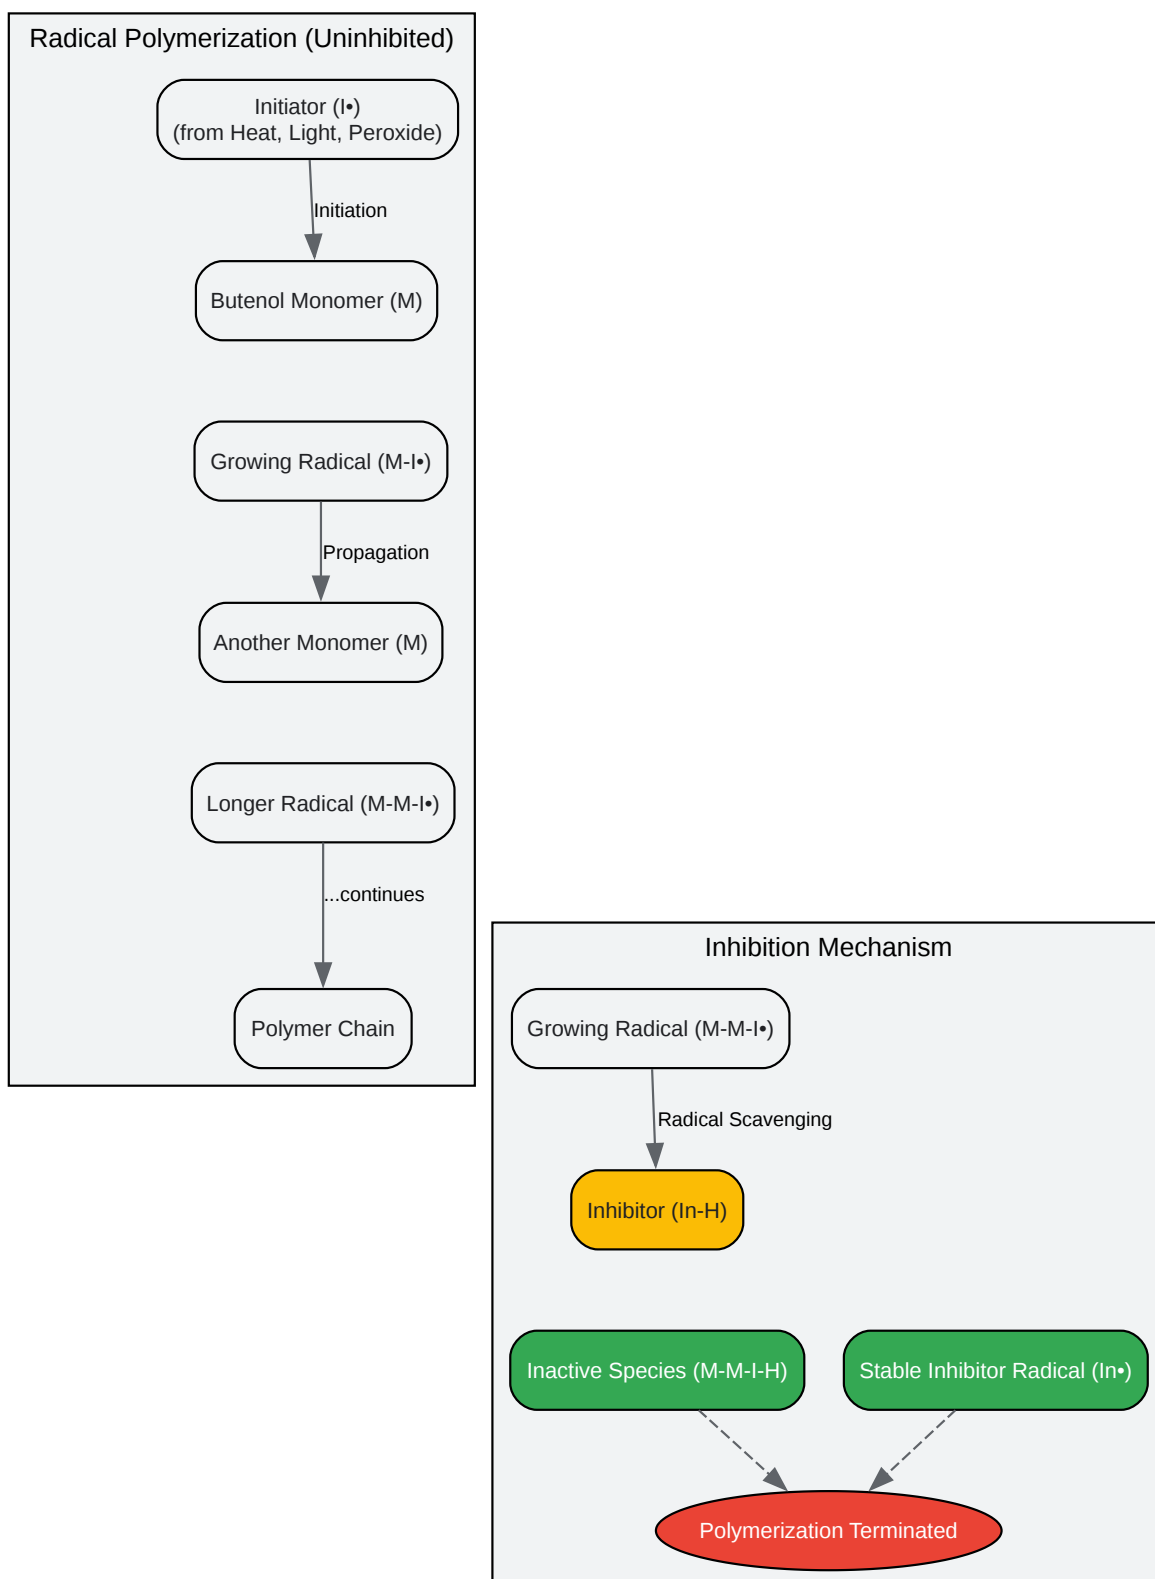 Radical Polymerization (Uninhibited)
Initiator (I•)
(from Heat, Light, Peroxide)
Initiation
Butenol Monomer (M)
Growing Radical (M-I•)
Propagation
Another Monomer (M)
Longer Radical (M-M-I•)
...continues
Polymer Chain
Inhibition Mechanism
Growing Radical (M-M-I•)
Radical Scavenging
Inhibitor (In-H)
Inactive Species (M-M-I-H)
Stable Inhibitor Radical (In•)
Polymerization Terminated